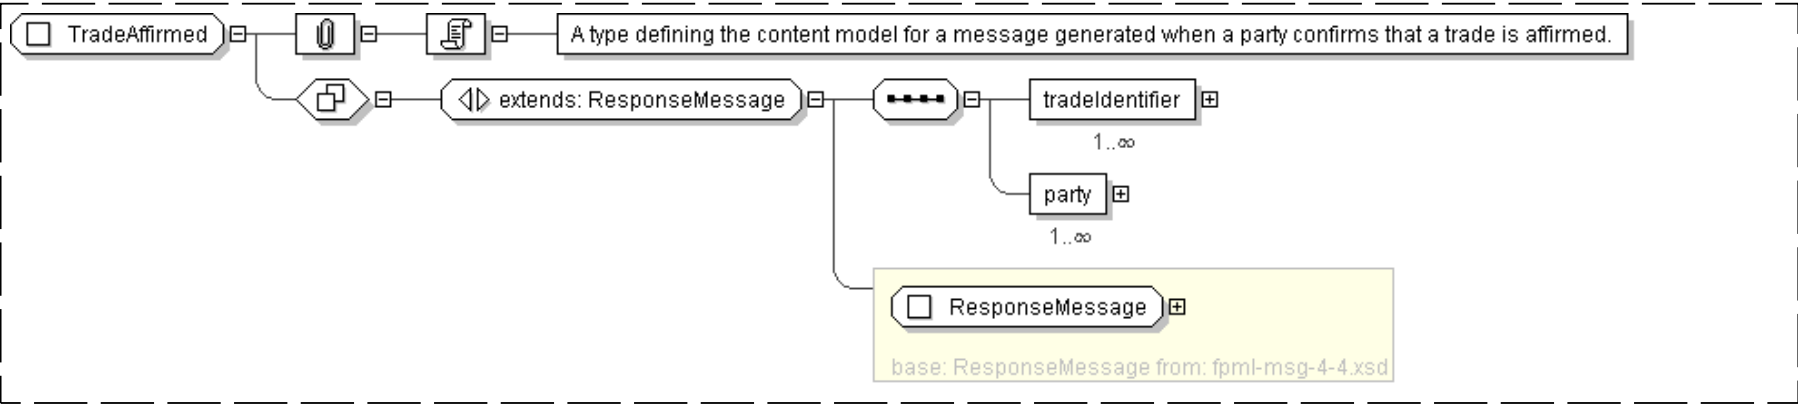 TradeAffirmed
A type defining the content model for a message generated when a party confirms that a trade is affirmed.
extends: ResponseMessage
tradeIdentifier
1..∞
party
1..∞
ResponseMessage
base: ResponseMessage from: fpml-msg-4-4.xsd